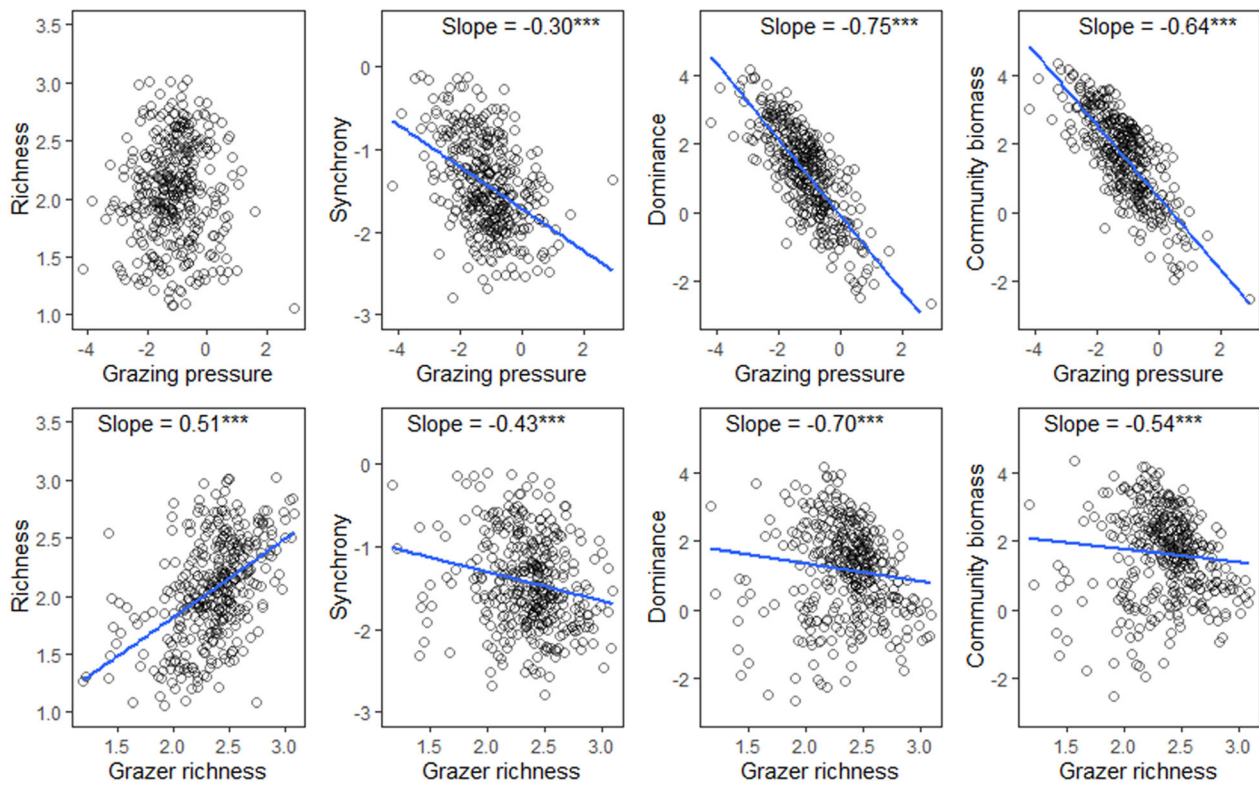 Richness
3.5
3.0
2.5
2.0
1.5
1.0
-4
-2
0
2
Grazing pressure
Slope = -0.30***
Synchrony
0
-1
-2
-3
-4
-2
0
2
Grazing pressure
Slope = -0.75***
Dominance
4
2
0
-2
-4
-2
0
2
Grazing pressure
Slope = -0.64***
Community biomass
4
2
0
-2
-4
-2
0
2
Grazing pressure
Slope = 0.51***
Richness
3.5
3.0
2.5
2.0
1.5
1.0
1.5
2.0
2.5
3.0
Grazer richness
Slope = -0.43***
Synchrony
0
-1
-2
-3
1.5
2.0
2.5
3.0
Grazer richness
Slope = -0.70***
Dominance
4
2
0
-2
1.5
2.0
2.5
3.0
Grazer richness
Slope = -0.54***
Community biomass
4
2
0
-2
1.5
2.0
2.5
3.0
Grazer richness